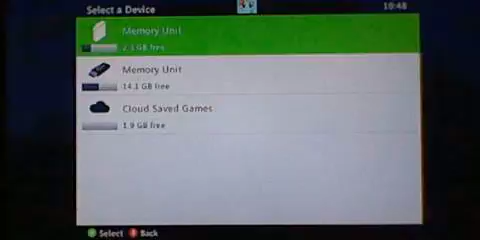 Select a Device
10:48
Memory Unit
2.1 GB free
Memory Unit
14.1 GB free
Cloud Saved Games
1.9 GB free
Select Back